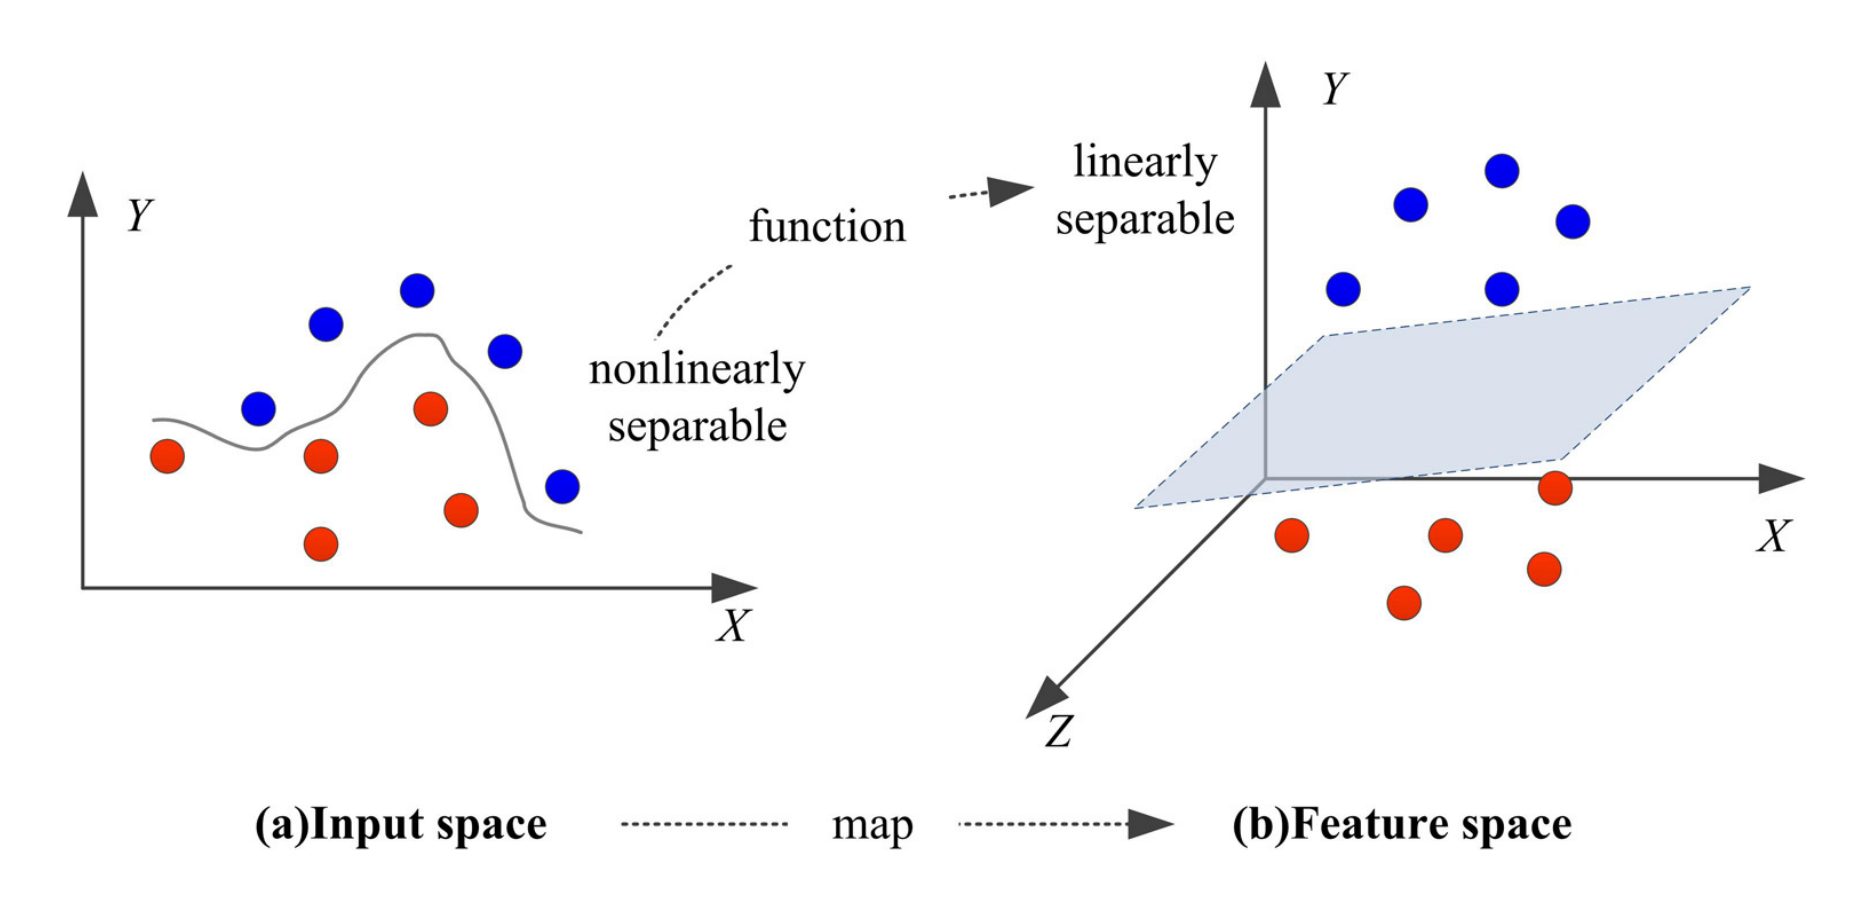 Y
X
nonlinearly
separable
function
linearly
separable
Y
X
Z
(a)Input space
map
(b)Feature space